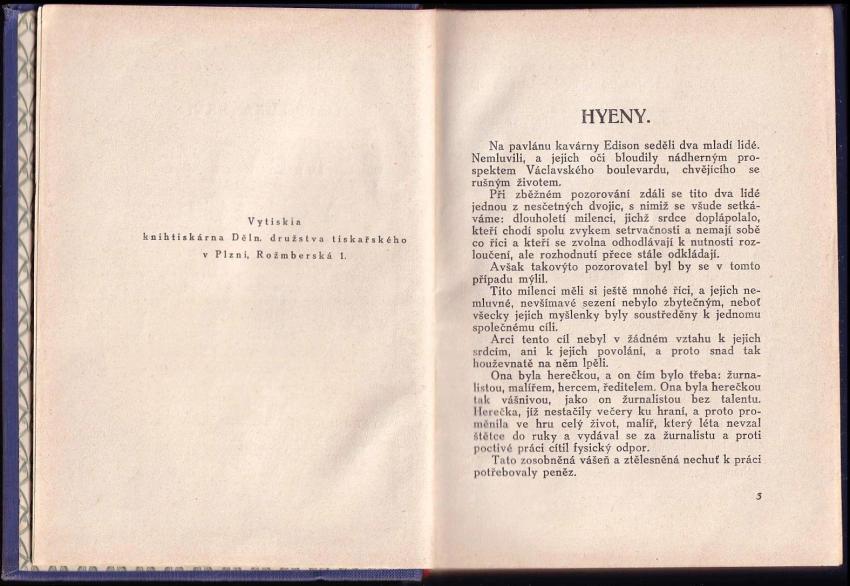 Vytiskla
knihtiskárna Děln. družstva tiskařského
v Plzni, Rožmberská 1.
HYENY.
Na pavlánu kavárny Edison seděli dva mladí lidé.
Nemluvili, a jejich oči bloudily nádherným pro-
spektem Václavského boulevardu, chvějícího se
rušným životem.
Při zběžném pozorování zdáli se tito dva lidé
jednou z nesčetných dvojic, s nimiž se všude setká-
váme: dlouholetí milenci, jichž srdce doplápolalo,
kteří chodí spolu zvykem setrvačnosti a nemají sobě
co říci a kteří se zvolna odhodlávají k nutnosti roz-
loučení, ale rozhodnutí přece stále odkládají.
Avšak takovýto pozorovatel byl by se v tomto
případu mýlil.
Tito milenci měli si ještě mnohé říci, a jejich ne-
mluvné, nevšímavé sezení nebylo zbytečným, neboť
všecky jejich myšlenky byly soustředěny k jednomu
společnému cíli.
Arci tento cíl nebyl v žádném vztahu k jejich
srdcím, ani k jejich povolání, a proto snad tak
houževnatě na něm lpěli.
Ona byla herečkou, a on čím bylo třeba: žurna-
listou, malířem, hercem, ředitelem. Ona byla herečkou
tak vášnivou, jako on žurnalistou bez talentu.
Herečka, jíž nestačily večery ku hraní, a proto pro-
měnila ve hru celý život, malíř, který léta nevzal
štětce do ruky a vydával se za žurnalistu a proti
poctivé práci cítil fysický odpor.
Tato zosobněná vášeň a ztělesněná nechuť k práci
potřebovaly peněz.
5